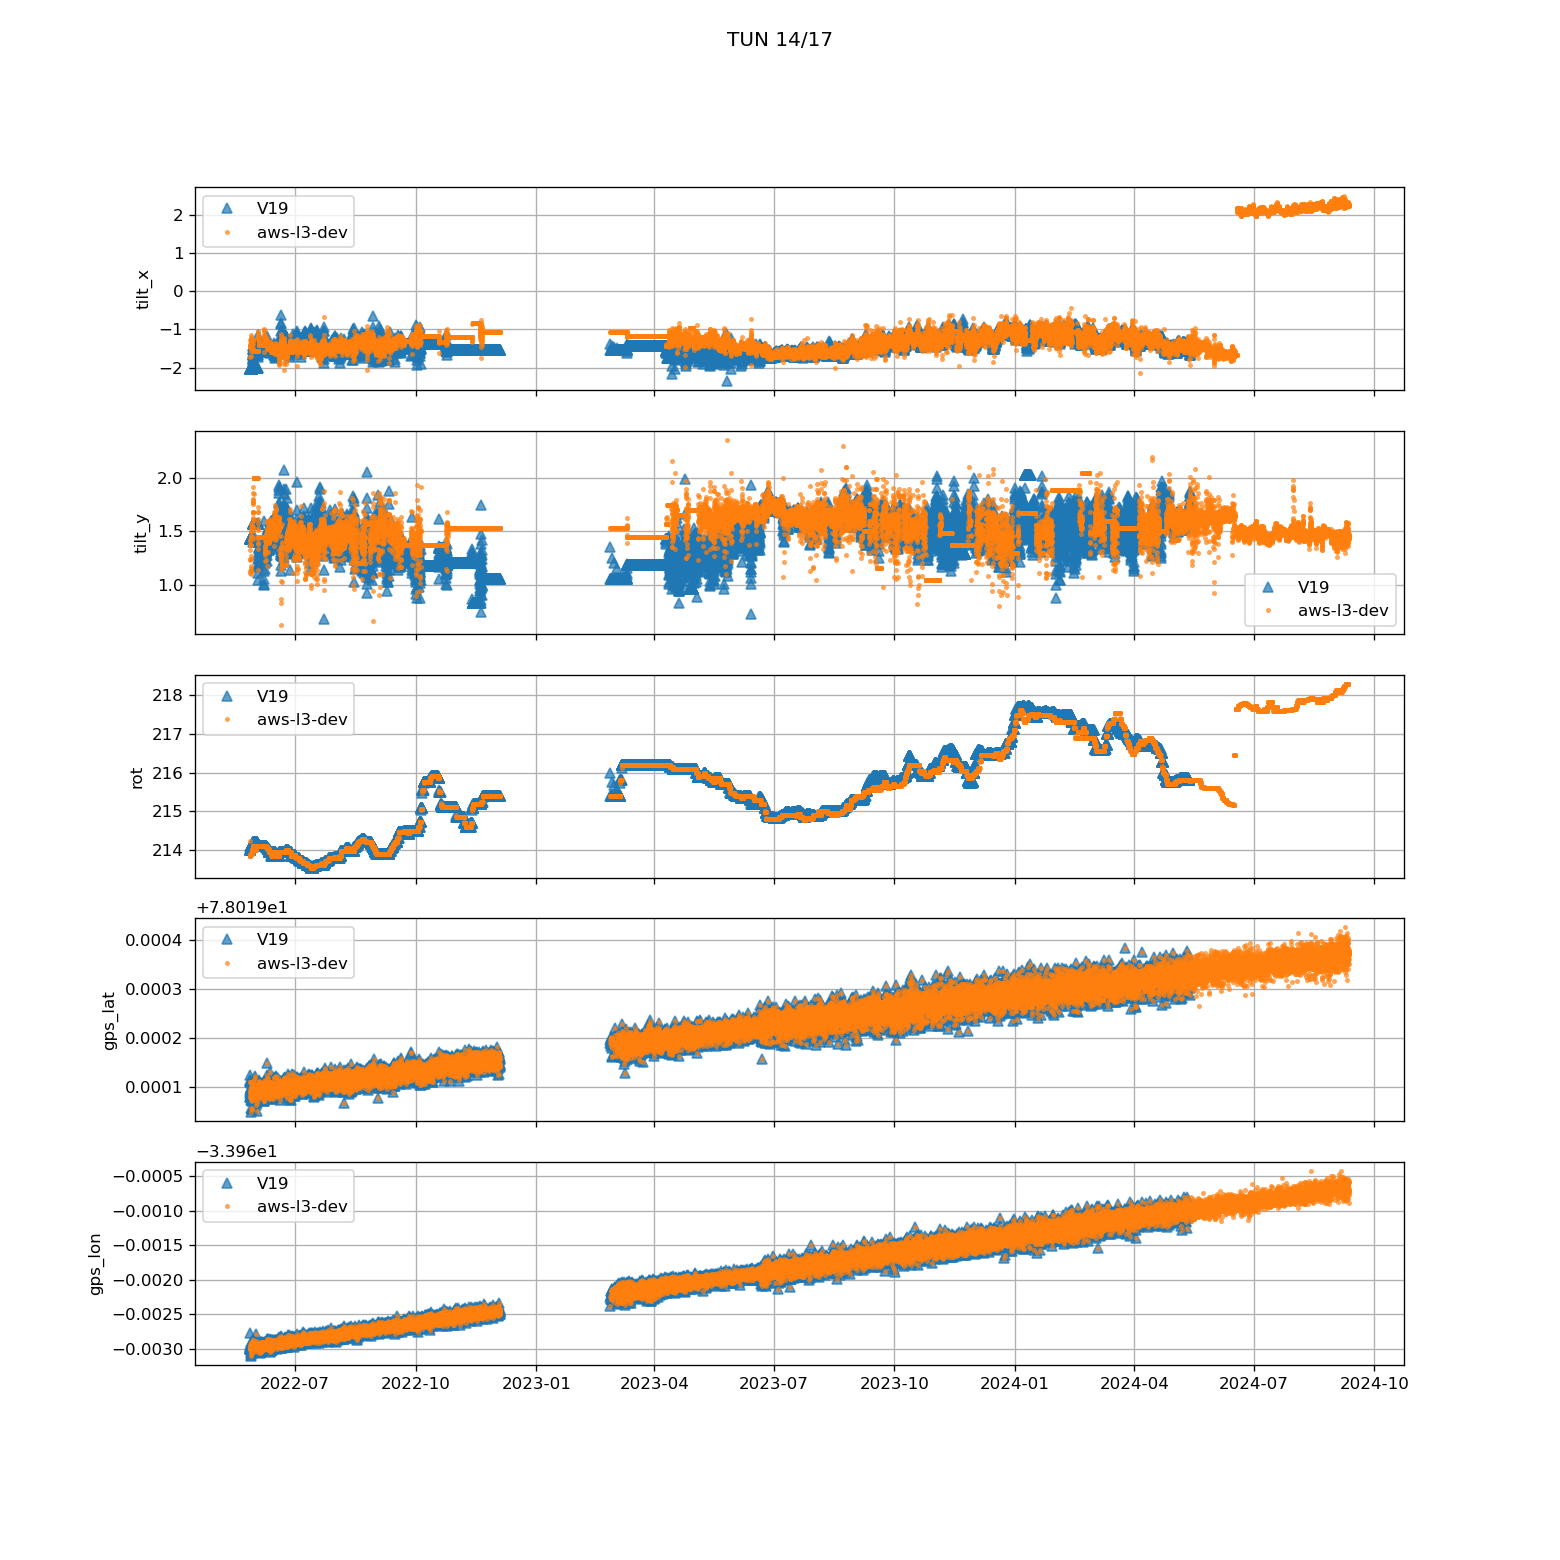 TUN 14/17
V19
aws-l3-dev
2
1
0
−1
−2
tilt_x
2.0
1.5
1.0
tilt_y
V19
aws-l3-dev
V19
aws-l3-dev
218
217
216
215
214
rot
+7.8019e1
V19
aws-l3-dev
0.0004
0.0003
0.0002
0.0001
gps_lat
−3.396e1
V19
aws-l3-dev
−0.0005
−0.0010
−0.0015
−0.0020
−0.0025
−0.0030
gps_lon
2022-07 2022-10 2023-01 2023-04 2023-07 2023-10 2024-01 2024-04 2024-07 2024-10